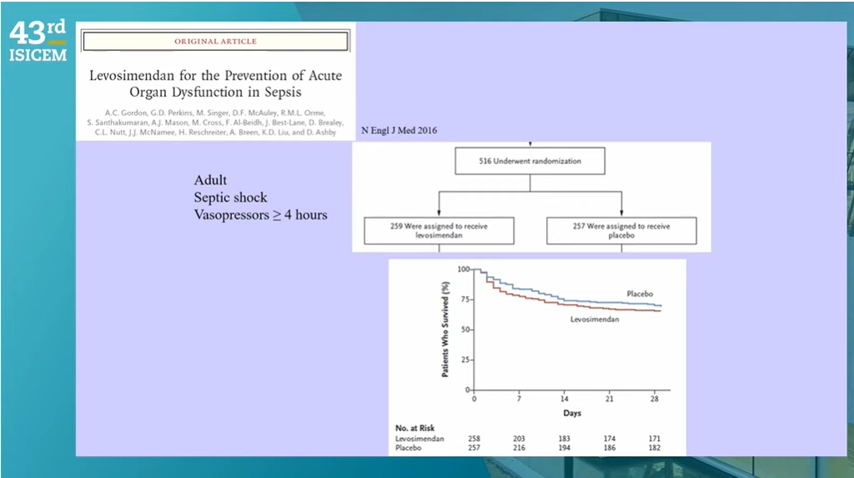 43rd
ISICEM
ORIGINAL ARTICLE
Levosimendan for the Prevention of Acute
Organ Dysfunction in Sepsis
A.C. Gordon, G.D. Perkins, M. Singer, D.F. McAuley, R.M.L. Orme,
S. Santhakumaran, A.J. Mason, M. Cross, F. Al-Beidh, J. Best-Lane, D. Brealey,
C.L. Nutt, J.J. McNamee, H. Reschreiter, A. Breen, K.D. Liu, and D. Ashby
N Engl J Med 2016
Adult
Septic shock
Vasopressors ≥ 4 hours
516 Underwent randomization
259 Were assigned to receive
levosimendan
257 Were assigned to receive
placebo
Patients Who Survived (%)
100
75
50
25
0
Placebo
Levosimendan
0 7 14 21 28
Days
No. at Risk
Levosimendan 258 203 183 174 171
Placebo 257 216 194 186 182